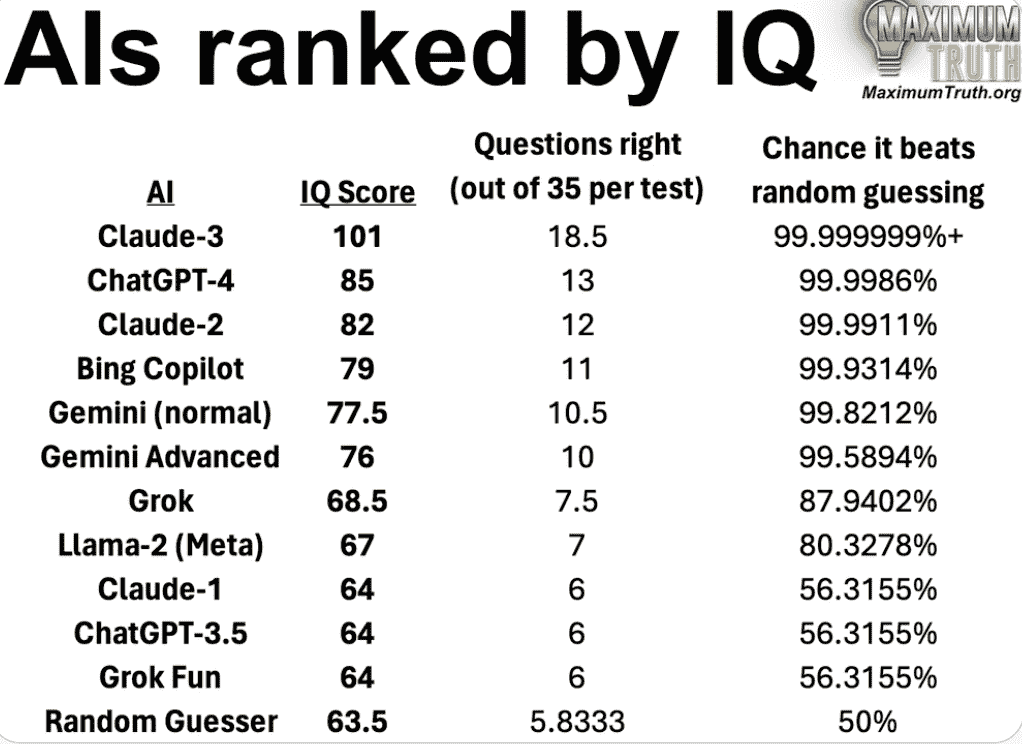 AIs ranked by IQ
MAXIMUM
TRUTH
MaximumTruth.org
AI IQ Score Questions right (out of 35 per test) Chance it beats random guessing
Claude-3 101 18.5 99.999999%+
ChatGPT-4 85 13 99.9986%
Claude-2 82 12 99.9911%
Bing Copilot 79 11 99.9314%
Gemini (normal) 77.5 10.5 99.8212%
Gemini Advanced 76 10 99.5894%
Grok 68.5 7.5 87.9402%
Llama-2 (Meta) 67 7 80.3278%
Claude-1 64 6 56.3155%
ChatGPT-3.5 64 6 56.3155%
Grok Fun 64 6 56.3155%
Random Guesser 63.5 5.8333 50%